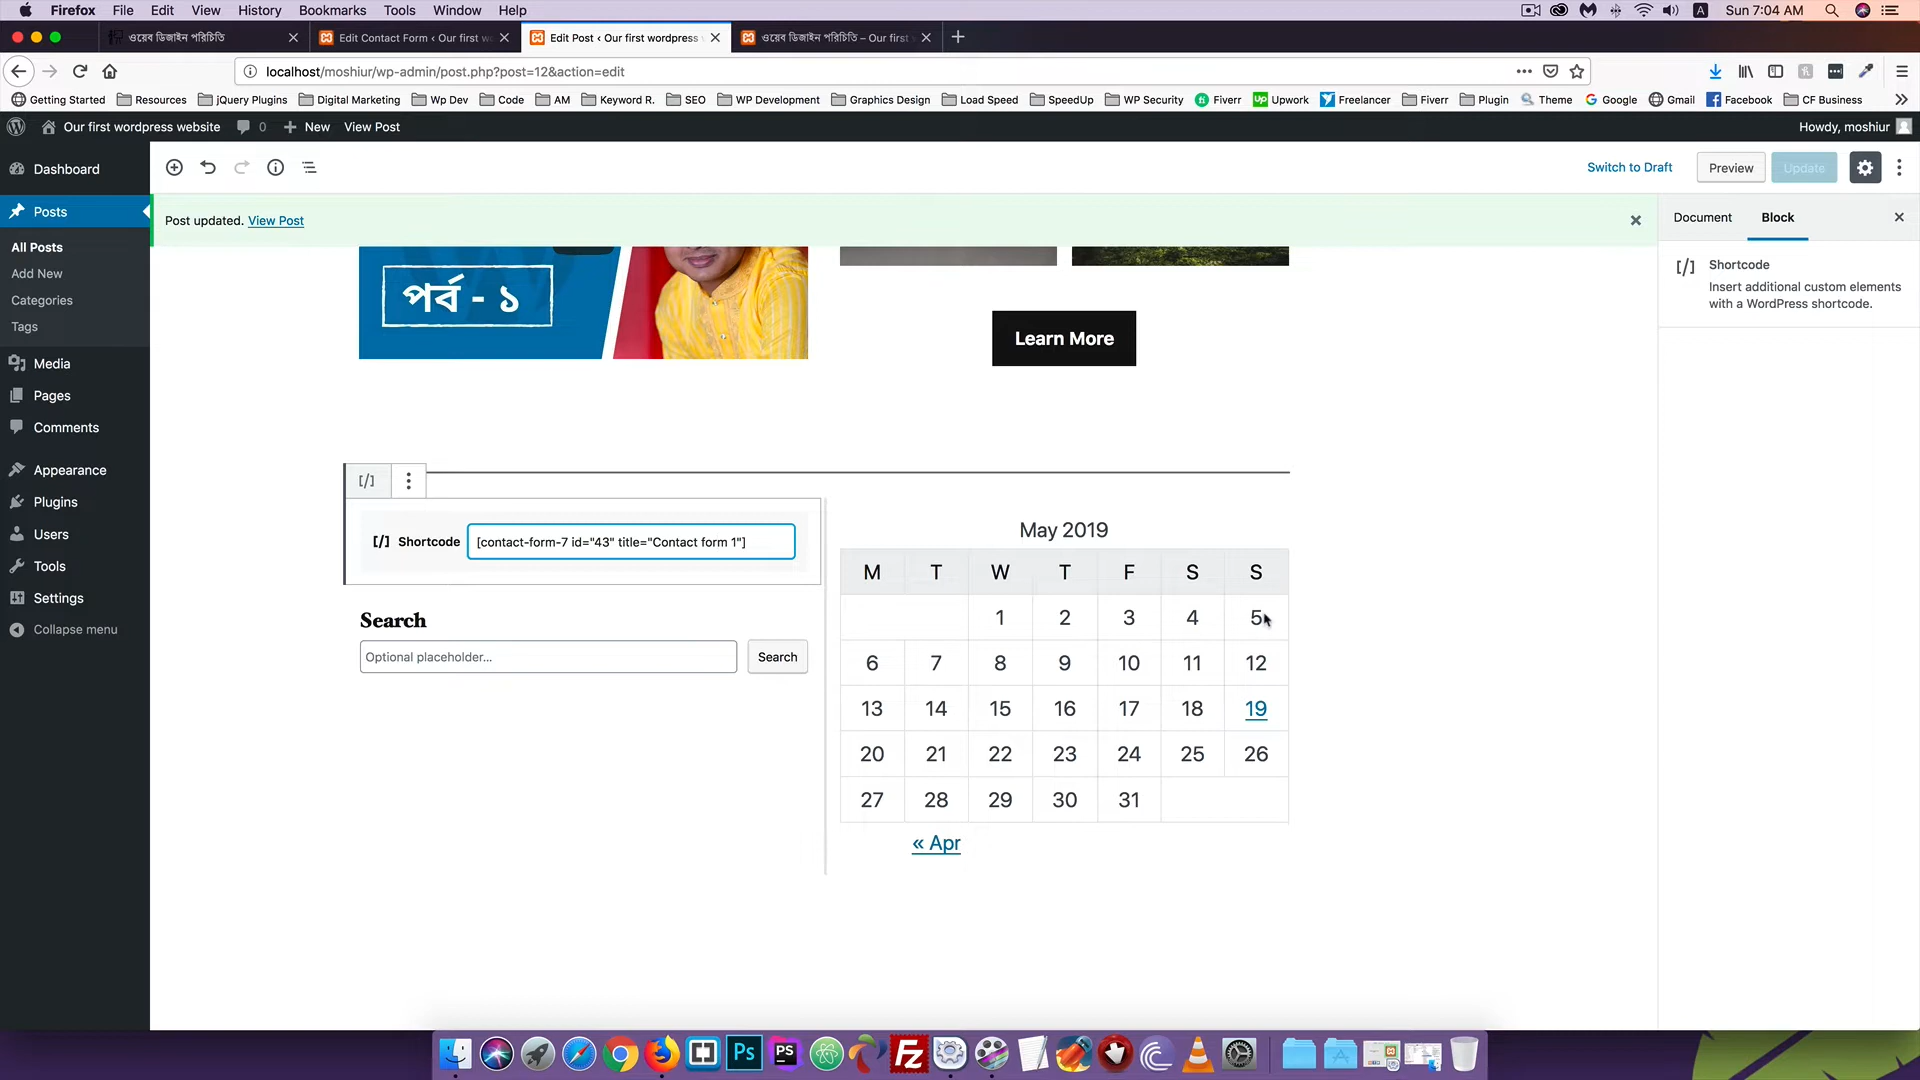 Firefox File Edit View History Bookmarks Tools Window Help Sun 7:04 AM
ওয়েব ডিজাইন পরিচিতি Edit Contact Form ‹ Our first w Edit Post ‹ Our first wordpress ওয়েব ডিজাইন পরিচিতি – Our first
localhost/moshiur/wp-admin/post.php?post=12&action=edit
Getting Started Resources jQuery Plugins Digital Marketing Wp Dev Code AM Keyword R. SEO WP Development Graphics Design Load Speed SpeedUp WP Security Fiverr Upwork Freelancer Fiverr Plugin Theme Google Gmail Facebook CF Business
Our first wordpress website 0 New View Post Howdy, moshiur
Dashboard
Posts
All Posts
Add New
Categories
Tags
Media
Pages
Comments
Appearance
Plugins
Users
Tools
Settings
Collapse menu
Switch to Draft Preview Update
Post updated. View Post
পর্ব - ১
Learn More
[/]
[/] Shortcode [contact-form-7 id="43" title="Contact form 1"]
Search
Optional placeholder... Search
May 2019
M T W T F S S
1 2 3 4 5
6 7 8 9 10 11 12
13 14 15 16 17 18 19
20 21 22 23 24 25 26
27 28 29 30 31
« Apr
Document Block
[/] Shortcode
Insert additional custom elements
with a WordPress shortcode.
Ps PS Fz